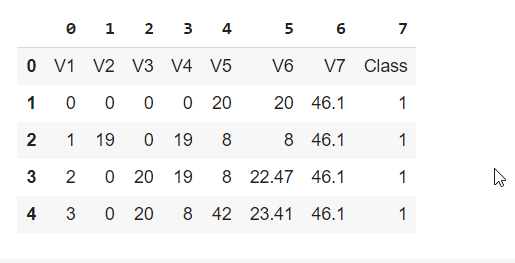 0 1 2 3 4 5 6 7
0 V1 V2 V3 V4 V5 V6 V7 Class
1 0 0 0 0 20 20 46.1 1
2 1 19 0 19 8 8 46.1 1
3 2 0 20 19 8 22.47 46.1 1
4 3 0 20 8 42 23.41 46.1 1